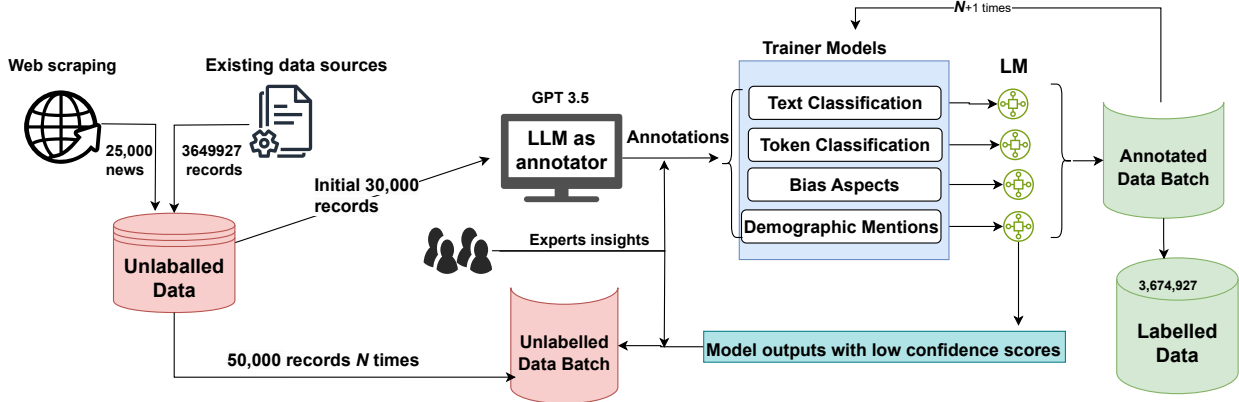 N+1 times
Web scraping
Existing data sources
Trainer Models
LM
GPT 3.5
LLM as
annotator
Annotations
Text Classification
Token Classification
Bias Aspects
Demographic Mentions
25,000
news
3649927
records
Initial 30,000
records
Annotated
Data Batch
Experts insights
Unlaballed
Data
3,674,927
Labelled
Data
Unlabelled
Data Batch
Model outputs with low confidence scores
50,000 records N times